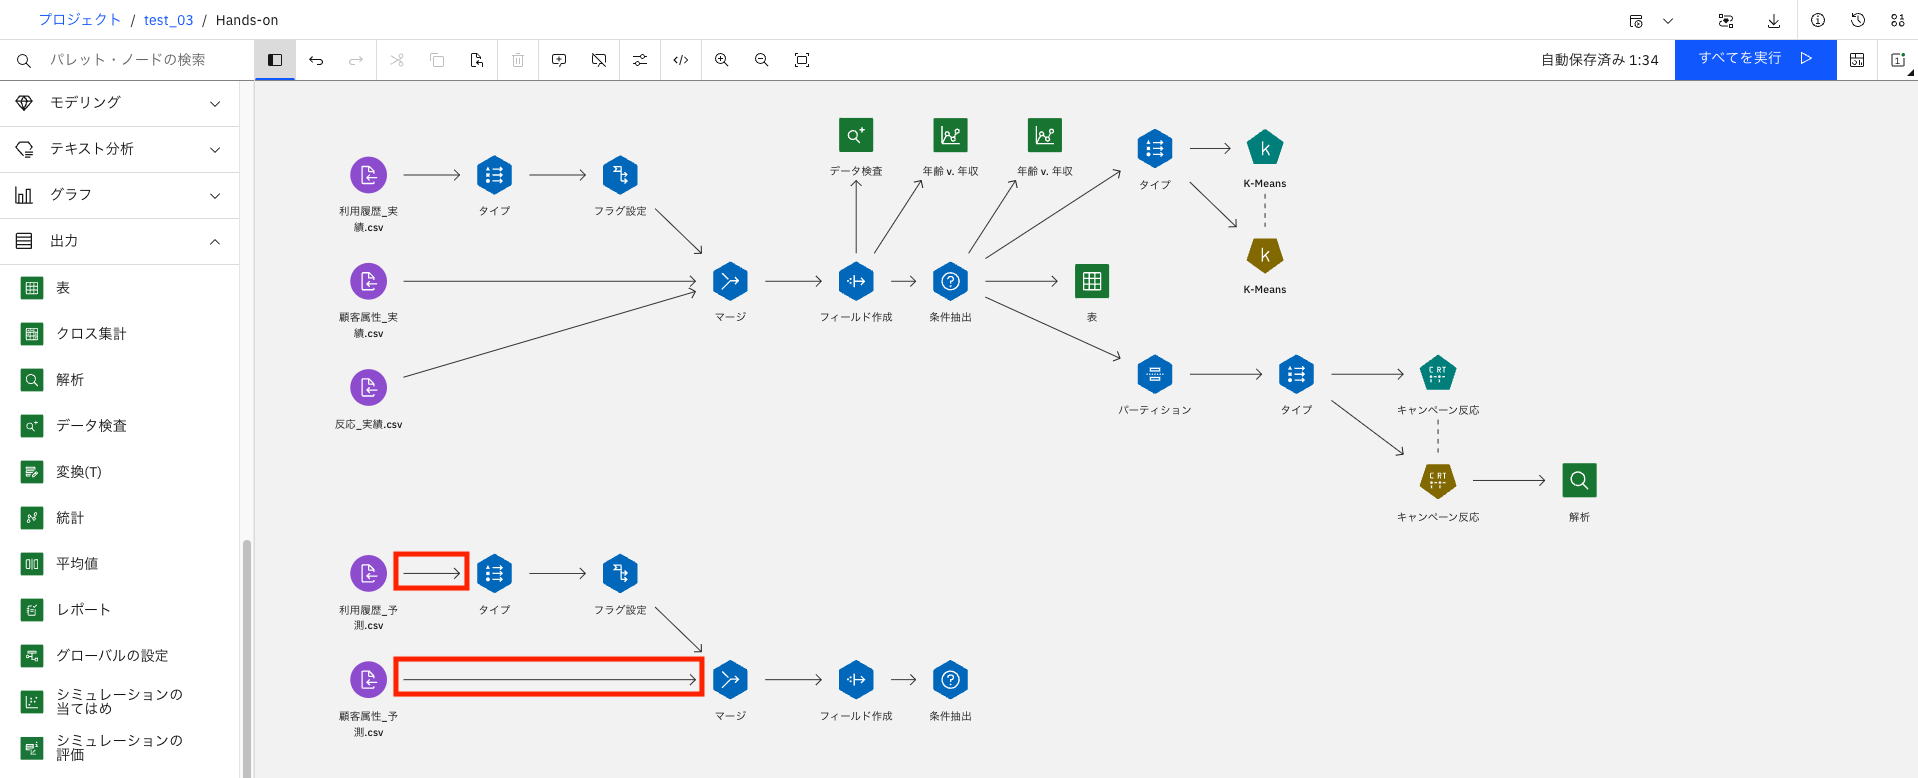 プロジェクト / test_03 / Hands-on
パレット・ノードの検索
自動保存済み 1:34
すべてを実行
モデリング
テキスト分析
グラフ
出力
表
クロス集計
解析
データ検査
変換(T)
統計
平均値
レポート
グローバルの設定
シミュレーションの
当てはめ
シミュレーションの
評価
データ検査
年齢 v. 年収
年齢 v. 年収
タイプ
K-Means
K-Means
利用履歴_実
績.csv
タイプ
フラグ設定
顧客属性_実
績.csv
マージ
フィールド作成
条件抽出
表
反応_実績.csv
パーティション
タイプ
キャンペーン反応
キャンペーン反応
解析
利用履歴_予
測.csv
タイプ
フラグ設定
顧客属性_予
測.csv
マージ
フィールド作成
条件抽出